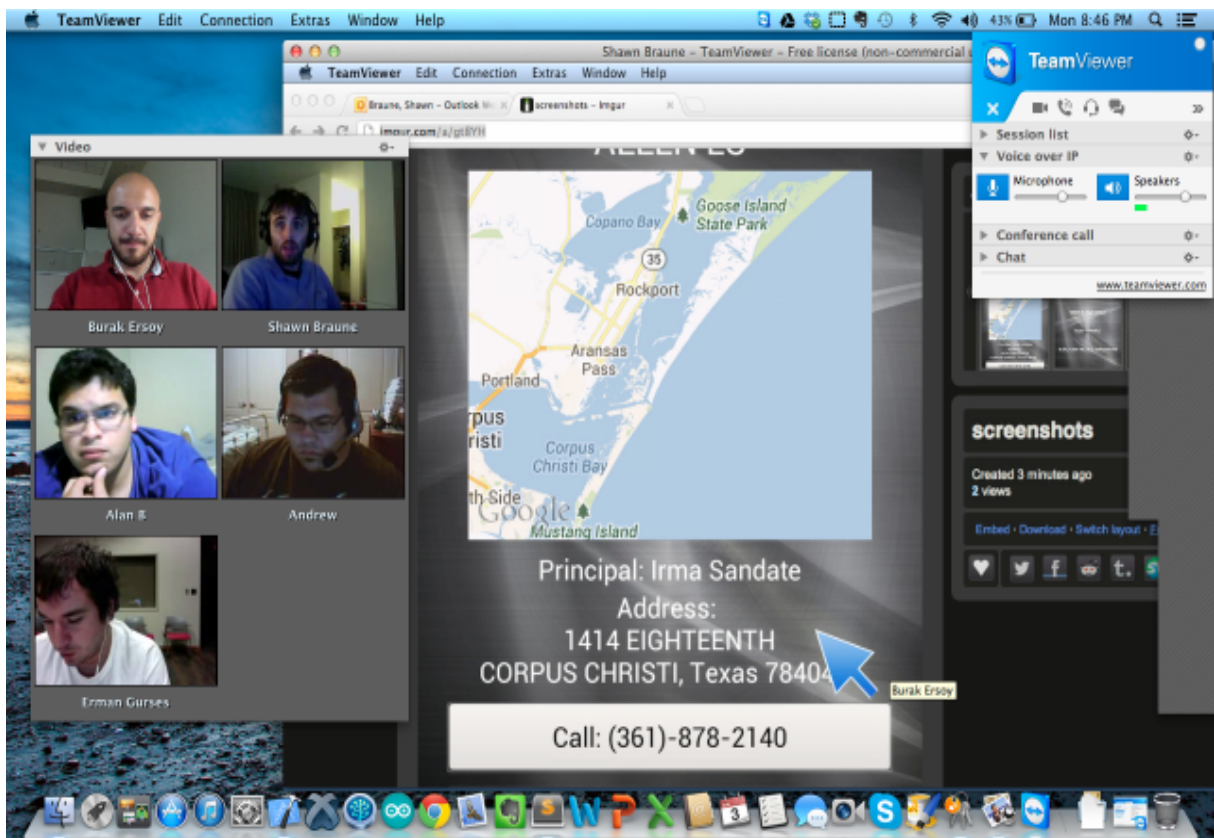 TeamViewer Edit Connection Extras Window Help
43% Mon 8:46 PM
Shawn Braune – TeamViewer – Free license (non-commercial
TeamViewer Edit Connection Extras Window Help
Braune, Shawn – Outlook
screenshots – Imgur
imgur.com/a/gt8YH
Video
Burak Ersoy
Shawn Braune
Alan B
Andrew
Erman Gurses
Copano Bay
Goose Island
State Park
35
Rockport
Aransas
Pass
Portland
rpus
risti
Corpus
Christi Bay
th Side
Google
Mustang Island
Principal: Irma Sandate
Address:
1414 EIGHTEENTH
CORPUS CHRISTI, Texas 78404
Burak Ersoy
Call: (361)-878-2140
TeamViewer
Session list
Voice over IP
Microphone
Speakers
Conference call
Chat
www.teamviewer.com
screenshots
Created 3 minutes ago
2 views
Embed · Download · Switch layout ·
3